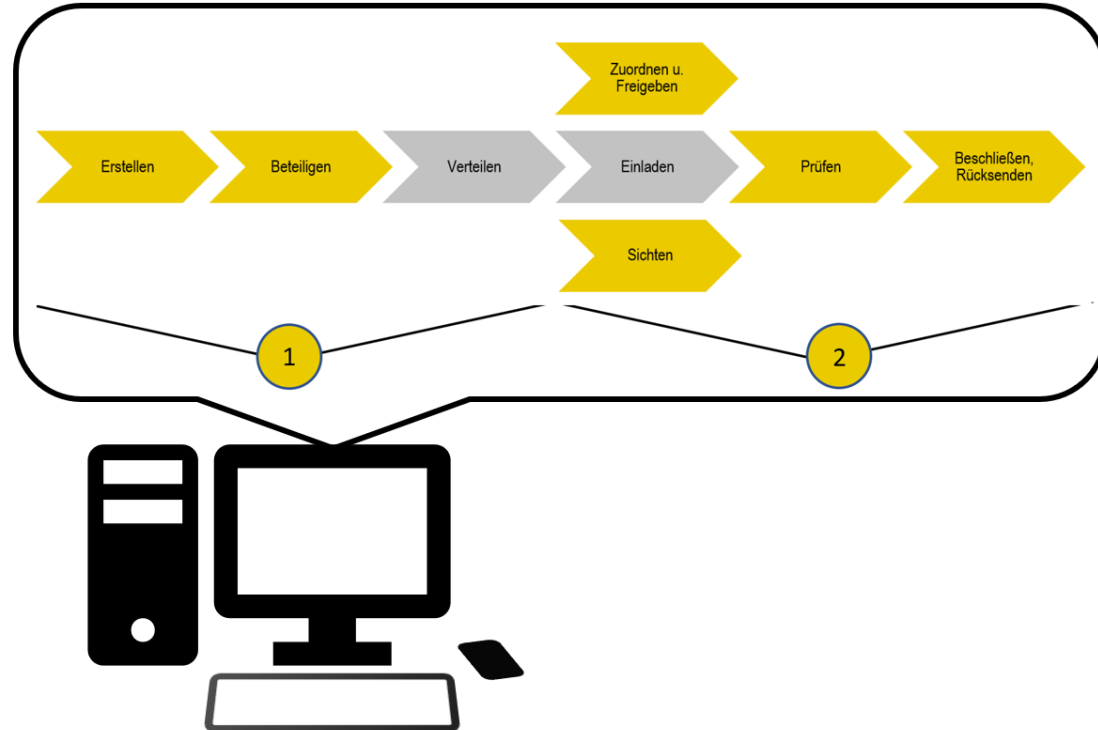 Zuordnen u.
Freigeben
Erstellen
Beteiligen
Verteilen
Einladen
Prüfen
Beschließen,
Rücksenden
Sichten
1
2